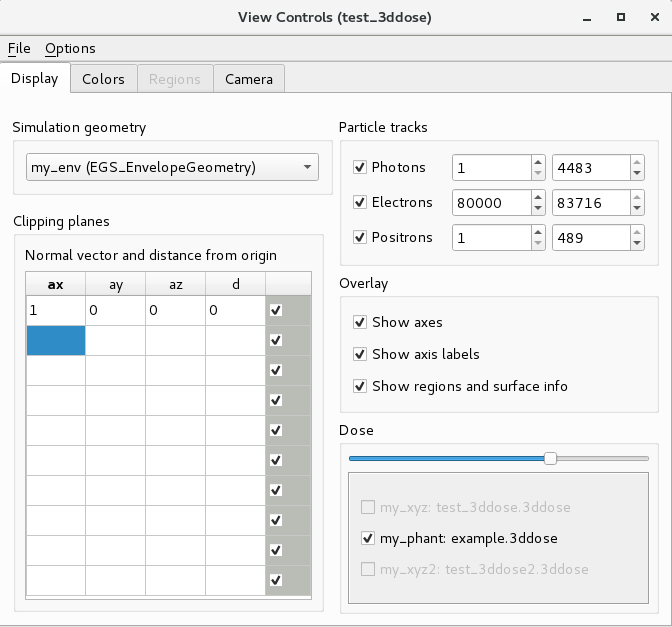 View Controls (test_3ddose)
File Options
Display Colors Regions Camera
Simulation geometry
my_env (EGS_EnvelopeGeometry)
Clipping planes
Normal vector and distance from origin
ax ay az d
1 0 0 0
Particle tracks
Photons 1 4483
Electrons 80000 83716
Positrons 1 489
Overlay
Show axes
Show axis labels
Show regions and surface info
Dose
my_xyz: test_3ddose.3ddose
my_phant: example.3ddose
my_xyz2: test_3ddose2.3ddose